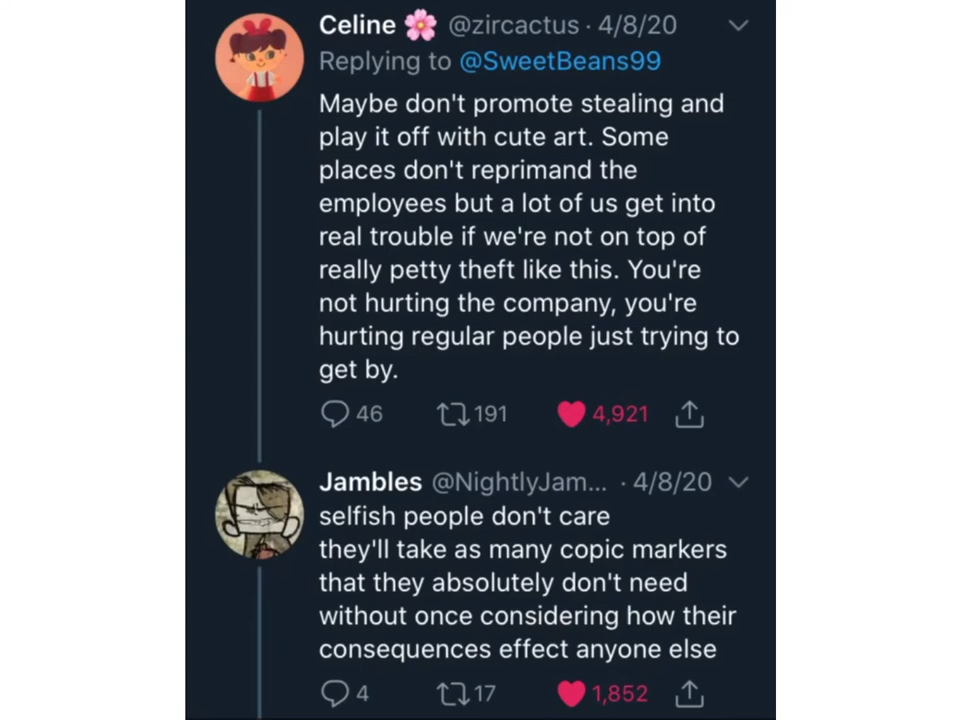 Celine 🌸 @zircactus · 4/8/20
Replying to @SweetBeans99
Maybe don't promote stealing and
play it off with cute art. Some
places don't reprimand the
employees but a lot of us get into
real trouble if we're not on top of
really petty theft like this. You're
not hurting the company, you're
hurting regular people just trying to
get by.
46 191 4,921
Jambles @NightlyJam... · 4/8/20
selfish people don't care
they'll take as many copic markers
that they absolutely don't need
without once considering how their
consequences effect anyone else
4 17 1,852